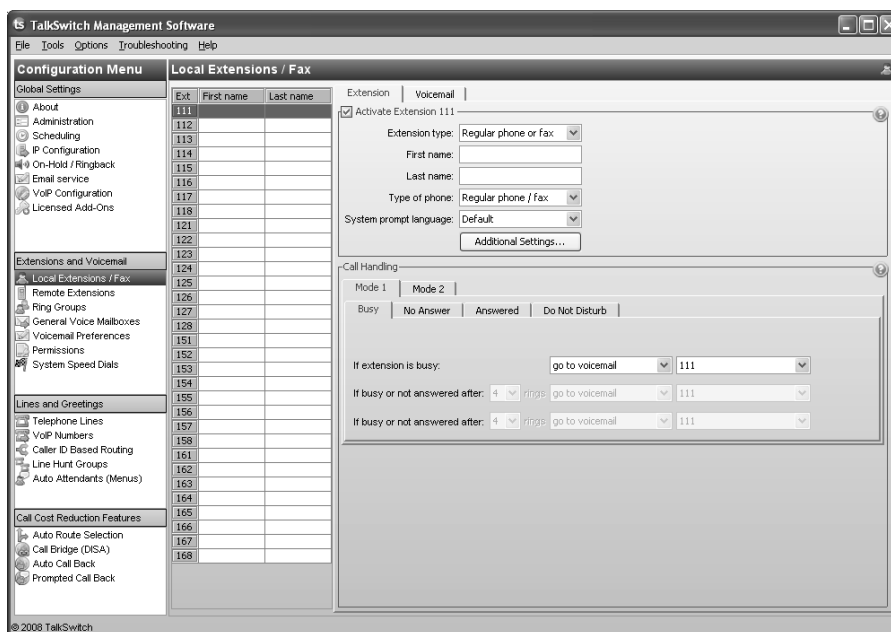 ts TalkSwitch Management Software
File Tools Options Troubleshooting Help
Configuration Menu
Global Settings
About
Administration
Scheduling
IP Configuration
On-Hold / Ringback
Email service
VoIP Configuration
Licensed Add-Ons
Extensions and Voicemail
Local Extensions / Fax
Remote Extensions
Ring Groups
General Voice Mailboxes
Voicemail Preferences
Permissions
System Speed Dials
Lines and Greetings
Telephone Lines
VoIP Numbers
Caller ID Based Routing
Line Hunt Groups
Auto Attendants (Menus)
Call Cost Reduction Features
Auto Route Selection
Call Bridge (DISA)
Auto Call Back
Prompted Call Back
Local Extensions / Fax
Ext First name Last name
111
112
113
114
115
116
117
118
121
122
123
124
125
126
127
128
151
152
153
154
155
156
157
158
161
162
163
164
165
166
167
168
Extension Voicemail
Activate Extension 111
Extension type: Regular phone or fax
First name:
Last name:
Type of phone: Regular phone / fax
System prompt language: Default
Additional Settings...
Call Handling
Mode 1 Mode 2
Busy No Answer Answered Do Not Disturb
If extension is busy: go to voicemail 111
If busy or not answered after: 4 rings go to voicemail 111
If busy or not answered after: 4 rings go to voicemail 111
© 2008 TalkSwitch